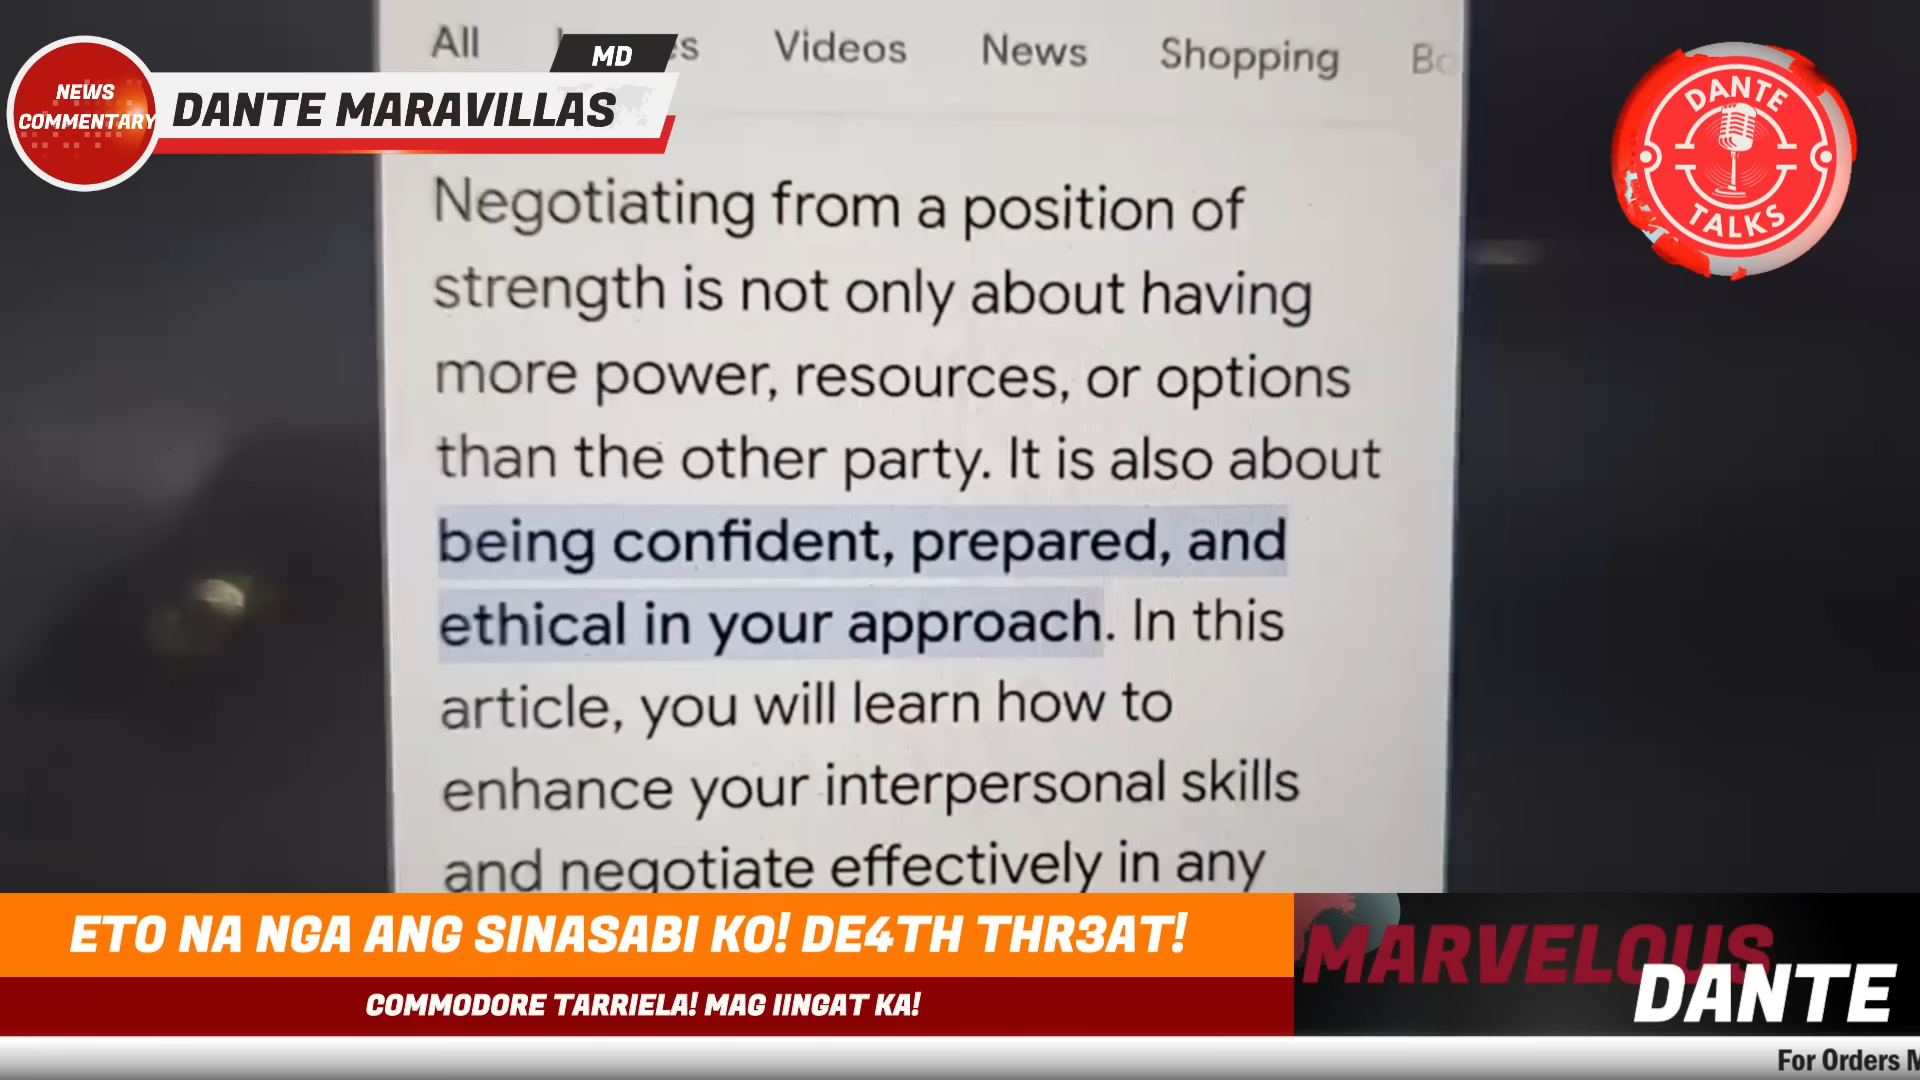 All Videos News Shopping
MD
NEWS
COMMENTARY
DANTE MARAVILLAS
DANTE
TALKS
Negotiating from a position of
strength is not only about having
more power, resources, or options
than the other party. It is also about
being confident, prepared, and
ethical in your approach. In this
article, you will learn how to
enhance your interpersonal skills
and negotiate effectively in any
ETO NA NGA ANG SINASABI KO! DE4TH THR3AT!
COMMODORE TARRIELA! MAG IINGAT KA!
MARVELOUS
DANTE
For Orders